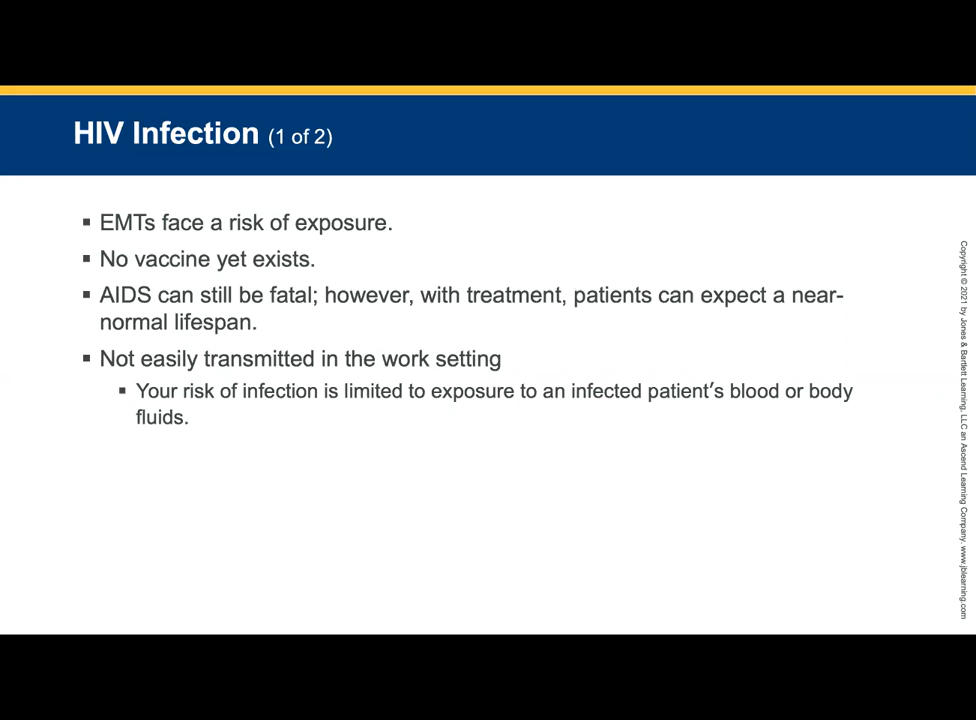 HIV Infection (1 of 2)
▪ EMTs face a risk of exposure.
▪ No vaccine yet exists.
▪ AIDS can still be fatal; however, with treatment, patients can expect a near-
normal lifespan.
▪ Not easily transmitted in the work setting
▪ Your risk of infection is limited to exposure to an infected patient's blood or body
fluids.
Copyright © 2021 by Jones & Bartlett Learning, LLC an Ascend Learning Company. www.jblearning.com